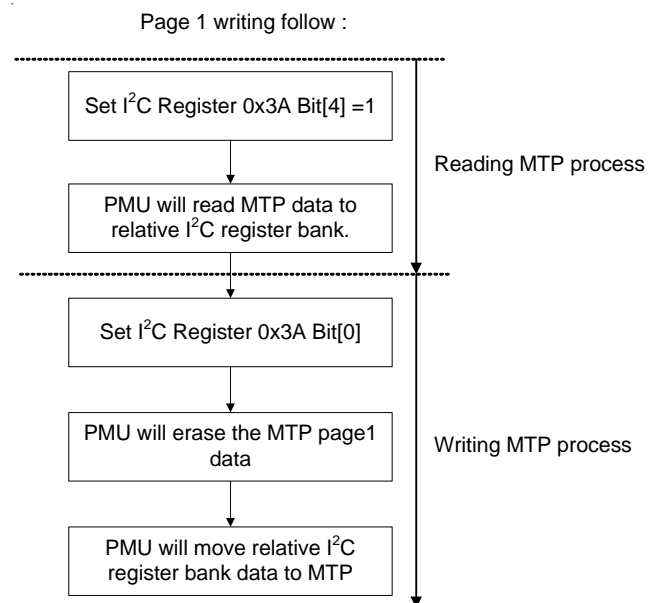 Page 1 writing follow :
Set I²C Register 0x3A Bit[4] =1
Reading MTP process
PMU will read MTP data to
relative I²C register bank.
Set I²C Register 0x3A Bit[0]
PMU will erase the MTP page1
data
Writing MTP process
PMU will move relative I²C
register bank data to MTP